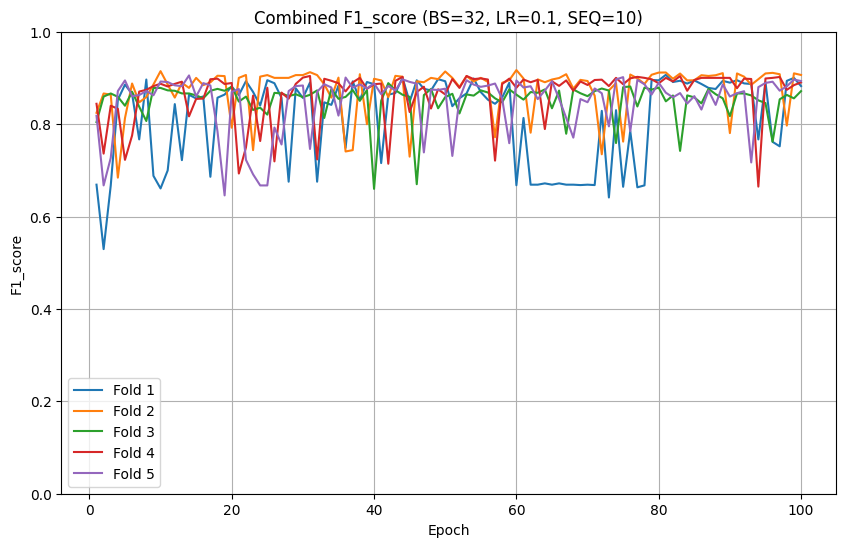 Combined F1_score (BS=32, LR=0.1, SEQ=10)
F1_score
1.0
0.8
0.6
0.4
0.2
0.0
Fold 1
Fold 2
Fold 3
Fold 4
Fold 5
0
20
40
60
80
100
Epoch